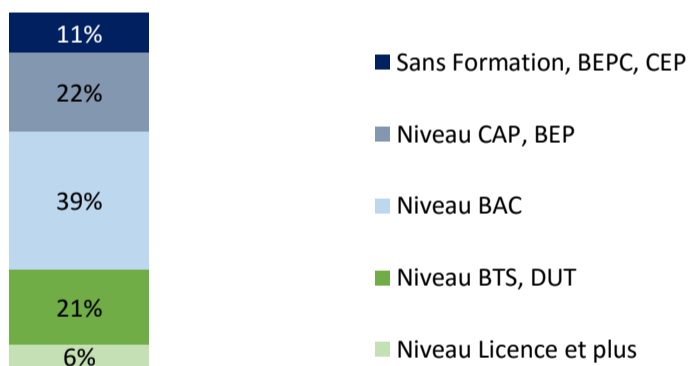 11%
22%
39%
21%
6%
Sans Formation, BEPC, CEP
Niveau CAP, BEP
Niveau BAC
Niveau BTS, DUT
Niveau Licence et plus